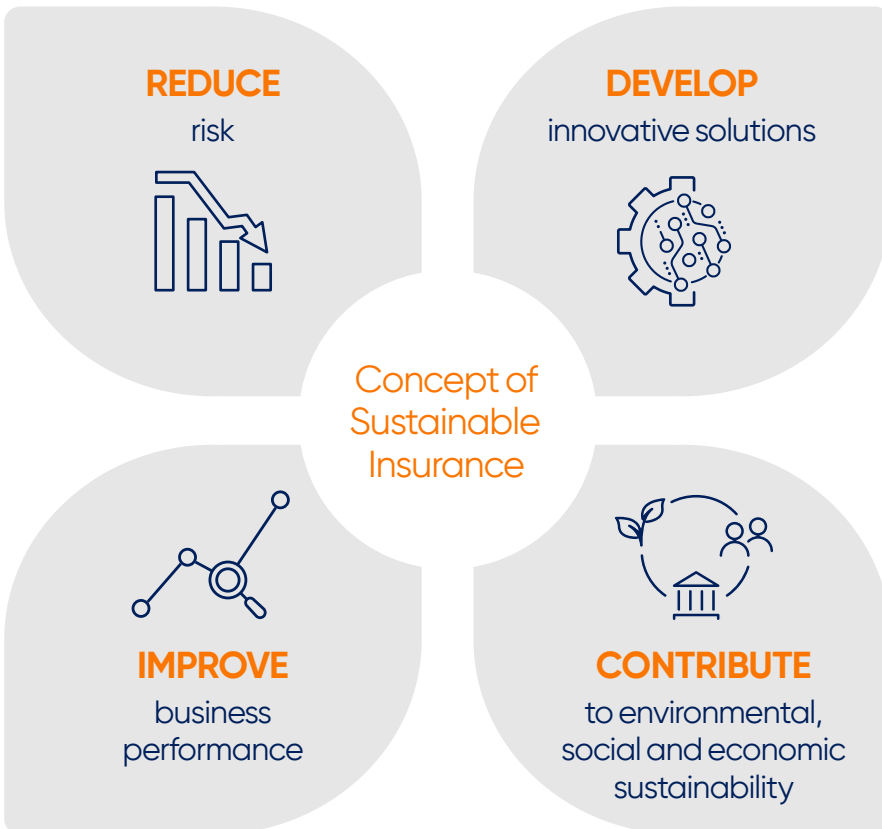 REDUCE
risk
DEVELOP
innovative solutions
Concept of
Sustainable
Insurance
IMPROVE
business
performance
CONTRIBUTE
to environmental,
social and economic
sustainability